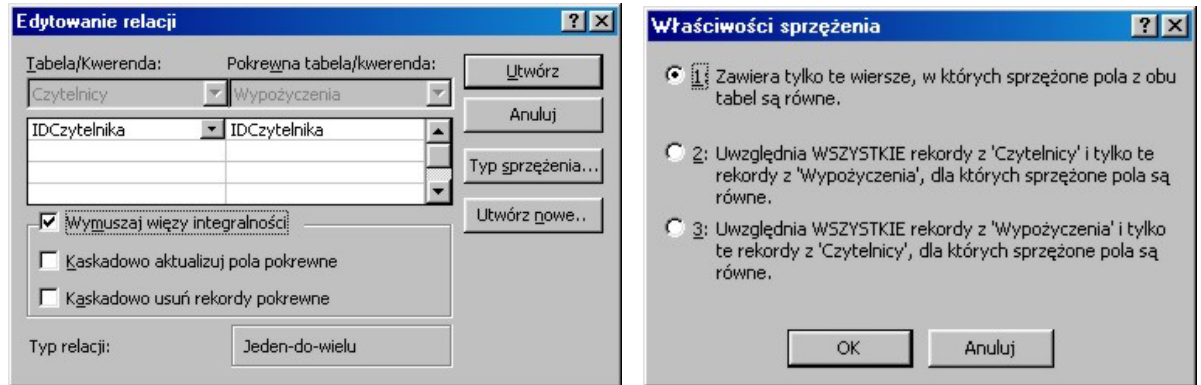 Edytowanie relacji
Tabela/Kwerenda: Pokrewna tabela/kwerenda:
Czytelnicy Wypożyczenia
IDCzytelnika IDCzytelnika
Wymuszaj więzy integralności
Kaskadowo aktualizuj pola pokrewne
Kaskadowo usuń rekordy pokrewne
Typ relacji: Jeden-do-wielu
Utwórz
Anuluj
Typ sprzężenia...
Utwórz nowe..
Właściwości sprzężenia
1: Zawiera tylko te wiersze, w których sprzężone pola z obu
tabel są równe.
2: Uwzględnia WSZYSTKIE rekordy z 'Czytelnicy' i tylko te
rekordy z 'Wypożyczenia', dla których sprzężone pola są
równe.
3: Uwzględnia WSZYSTKIE rekordy z 'Wypożyczenia' i tylko
te rekordy z 'Czytelnicy', dla których sprzężone pola są
równe.
OK Anuluj